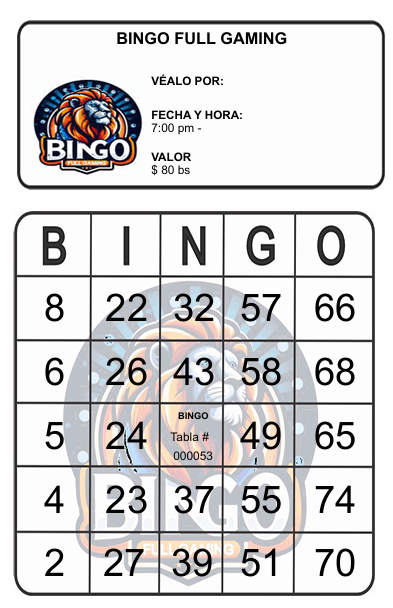 BINGO FULL GAMING
VÉALO POR:
FECHA Y HORA:
7:00 pm -
VALOR
$ 80 bs
BINGO
FULL GAMING
B I N G O
8 22 32 57 66
6 26 43 58 68
5 24 BINGO Tabla # 000053 49 65
4 23 37 55 74
2 27 39 51 70
BINGO
FULL GAMING